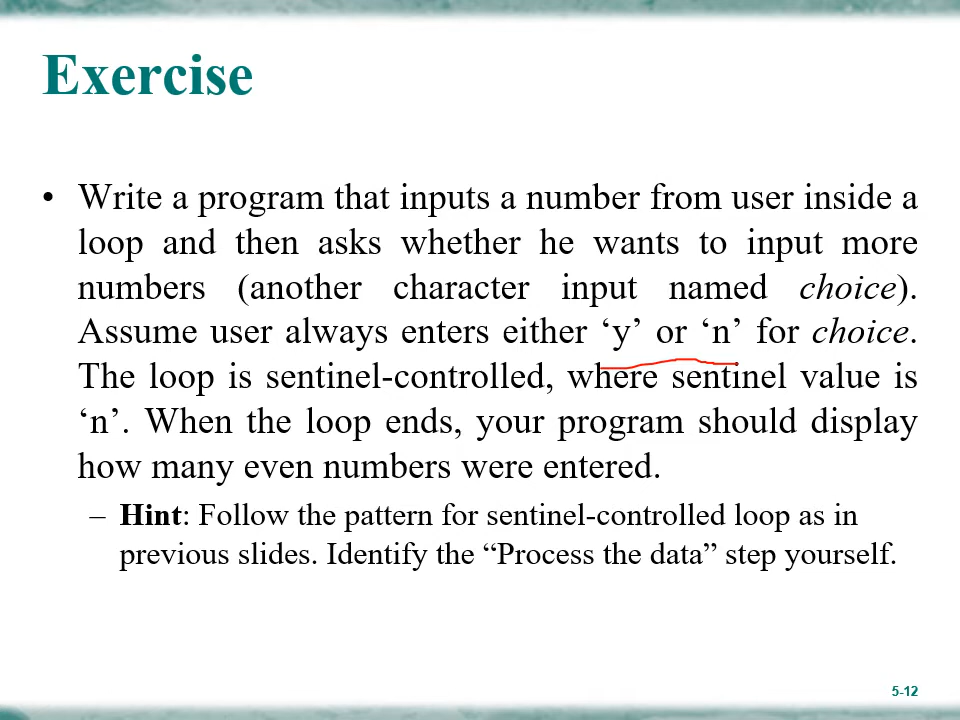 Exercise
• Write a program that inputs a number from user inside a
loop and then asks whether he wants to input more
numbers (another character input named choice).
Assume user always enters either ‘y’ or ‘n’ for choice.
The loop is sentinel-controlled, where sentinel value is
‘n’. When the loop ends, your program should display
how many even numbers were entered.
– Hint: Follow the pattern for sentinel-controlled loop as in
previous slides. Identify the “Process the data” step yourself.
5-12